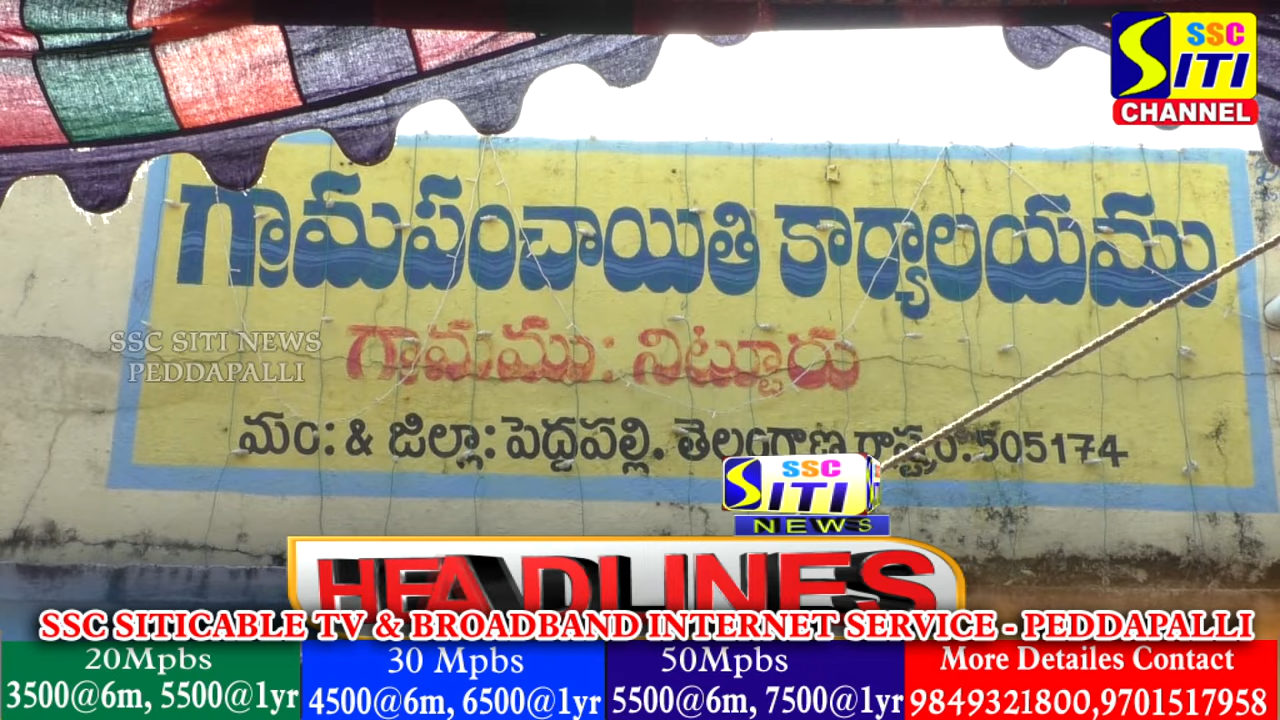 SSC
SITI
CHANNEL
గ్రామపంచాయితి కార్యాలయము
గ్రామము: నిట్టూరు
SSC SITI NEWS
PEDDAPALLI
మం: & జిల్లా: పెద్దపల్లి. తెలంగాణ రాష్ట్రం. 505174
SSC
SITI
NEWS
HEADLINES
SSC SITICABLE TV & BROADBAND INTERNET SERVICE - PEDDAPALLI
20Mpbs
3500@6m, 5500@1yr
30 Mpbs
4500@6m, 6500@1yr
50Mpbs
5500@6m, 7500@1yr
More Detailes Contact
9849321800,9701517958